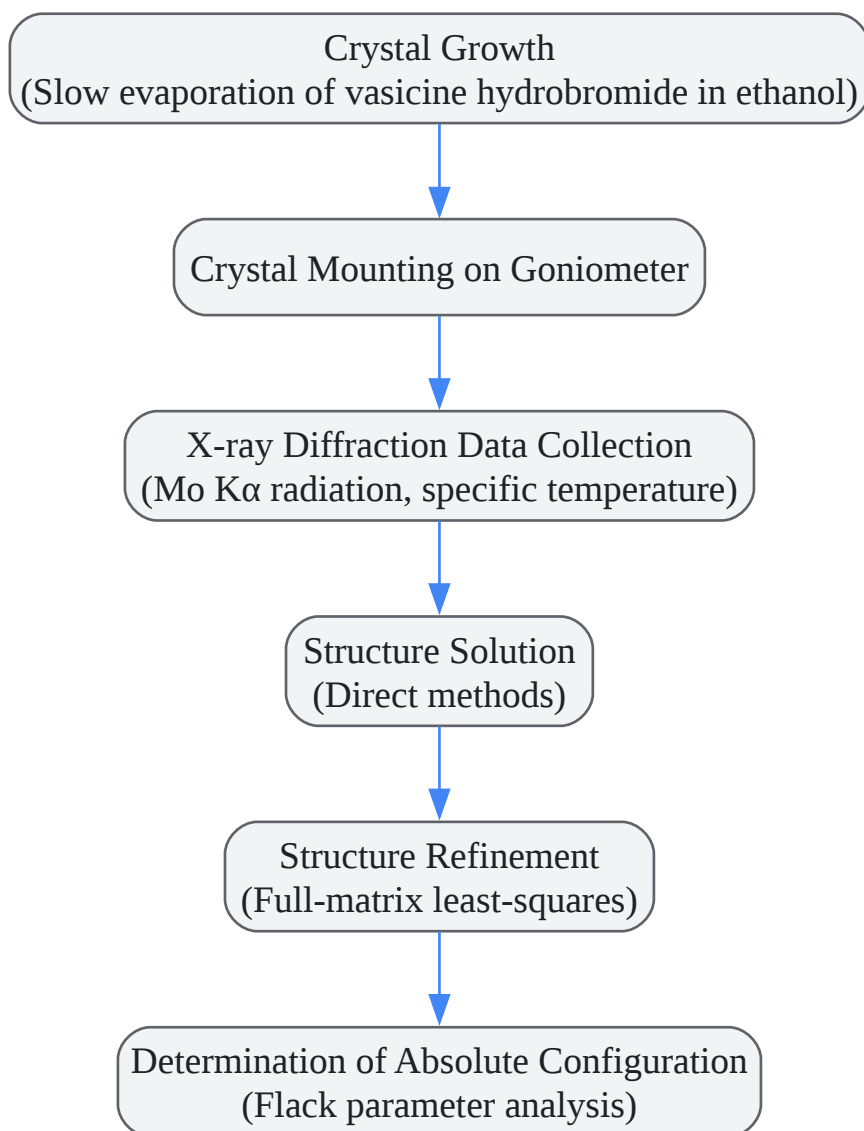 Crystal Growth
(Slow evaporation of vasicine hydrobromide in ethanol)
Crystal Mounting on Goniometer
X-ray Diffraction Data Collection
(Mo Kα radiation, specific temperature)
Structure Solution
(Direct methods)
Structure Refinement
(Full-matrix least-squares)
Determination of Absolute Configuration
(Flack parameter analysis)